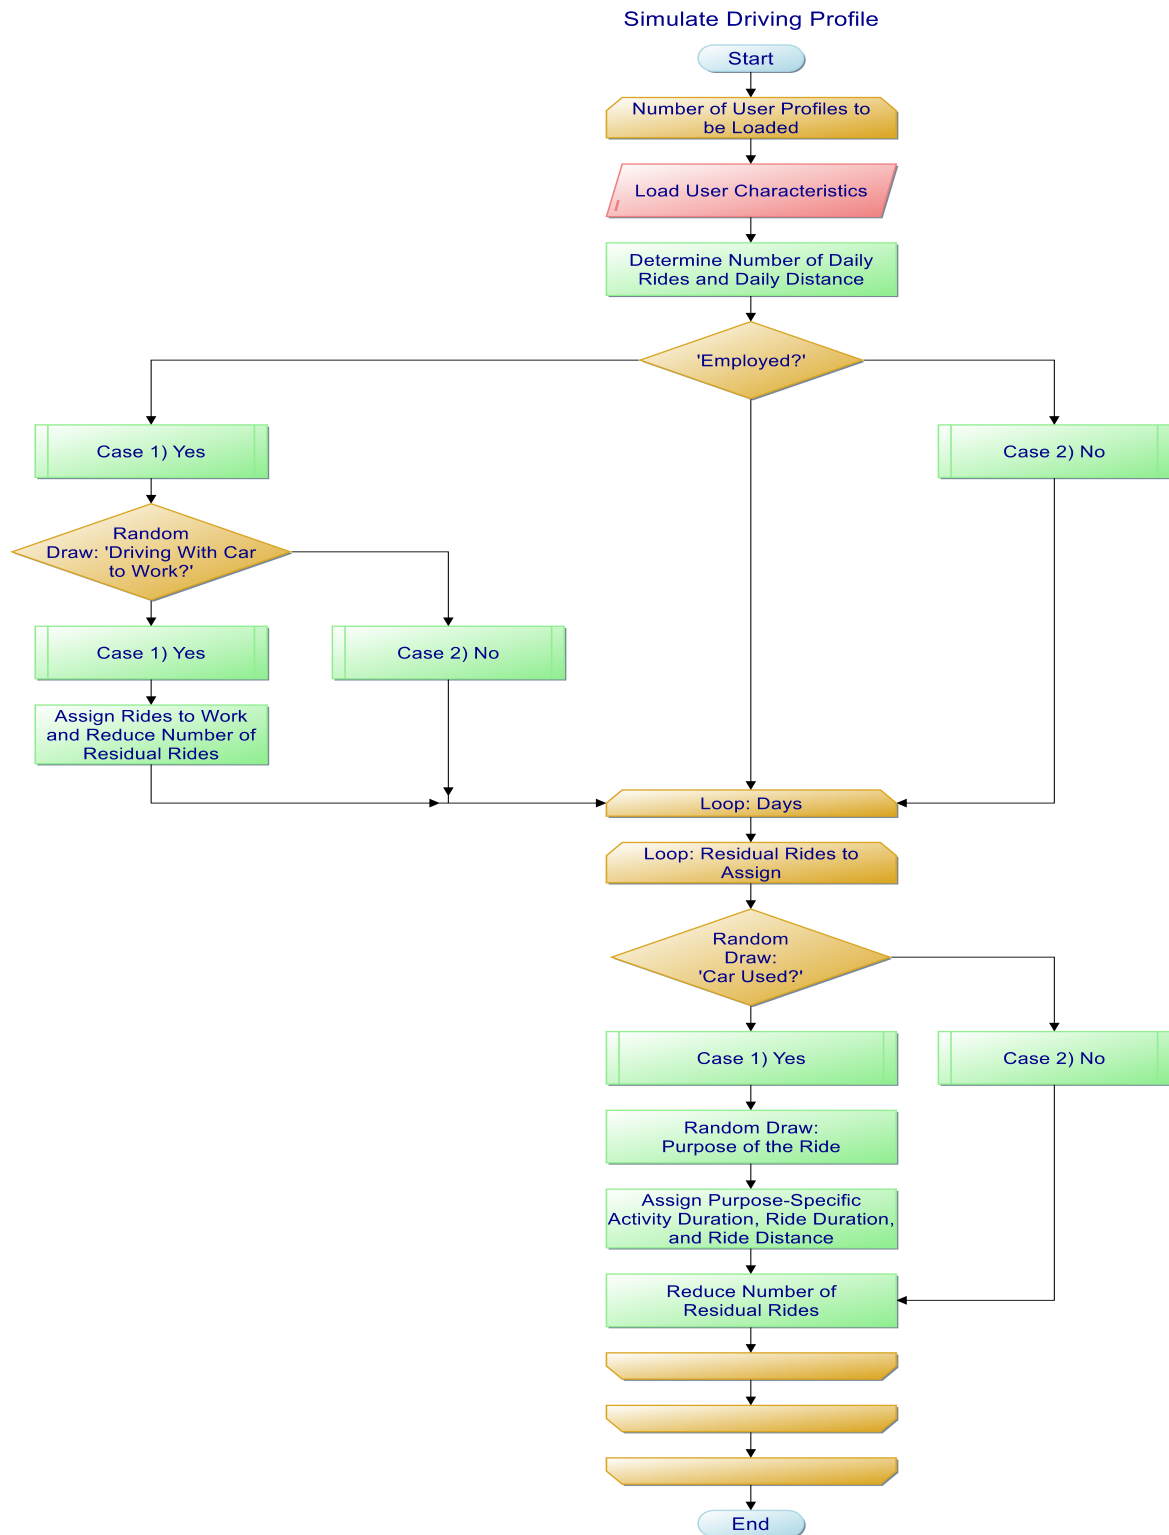 Simulate Driving Profile
Start
Number of User Profiles to
be Loaded
Load User Characteristics
Determine Number of Daily
Rides and Daily Distance
'Employed?'
Case 1) Yes
Case 2) No
Random
Draw: 'Driving With Car
to Work?'
Case 1) Yes
Case 2) No
Assign Rides to Work
and Reduce Number of
Residual Rides
Loop: Days
Loop: Residual Rides to
Assign
Random
Draw:
'Car Used?'
Case 1) Yes
Case 2) No
Random Draw:
Purpose of the Ride
Assign Purpose-Specific
Activity Duration, Ride Duration,
and Ride Distance
Reduce Number of
Residual Rides
End